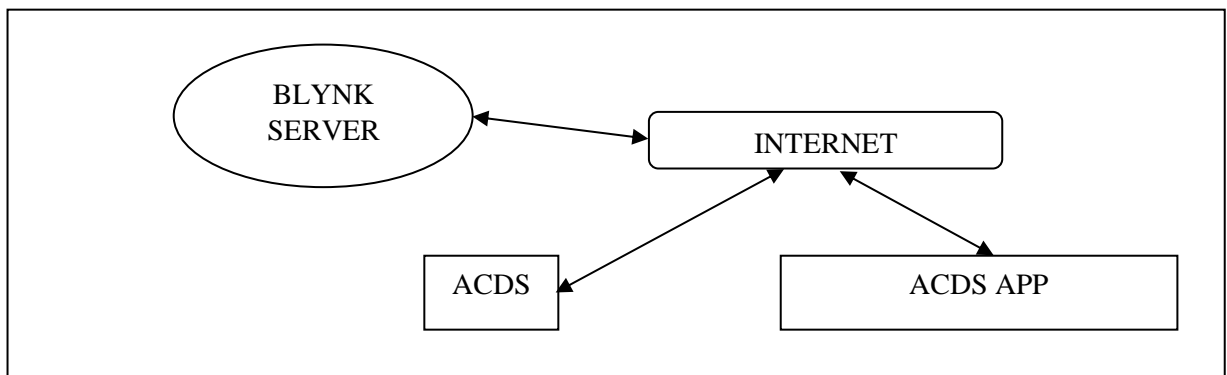 BLYNK
SERVER
INTERNET
ACDS
ACDS APP